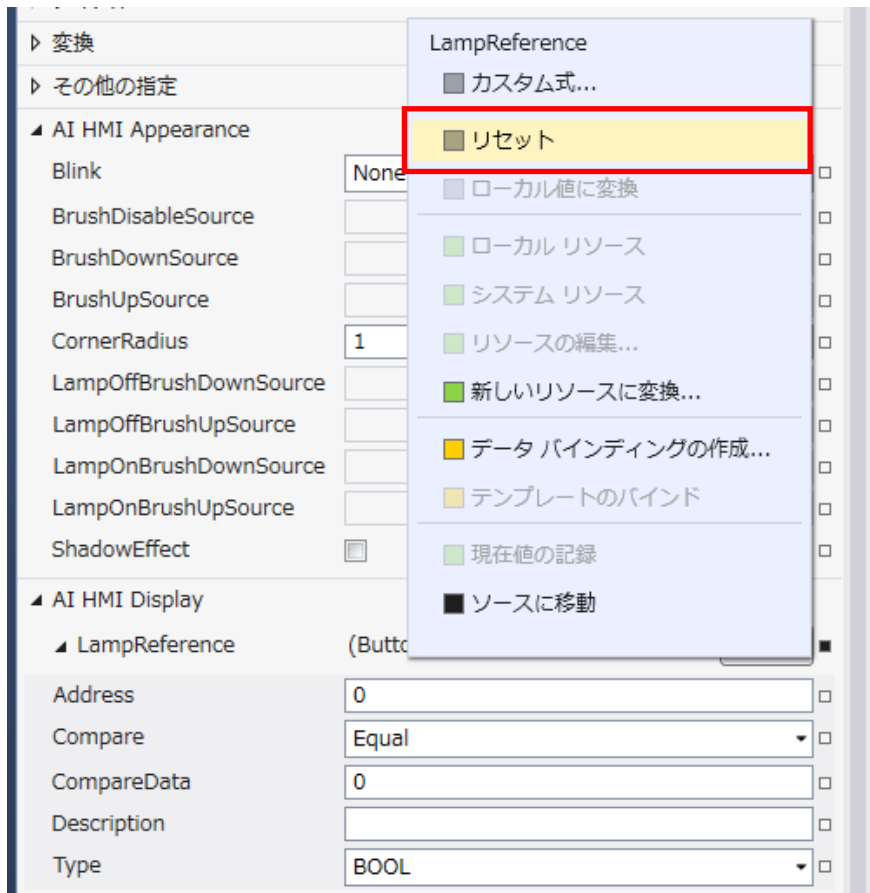 変換
その他の指定
AI HMI Appearance
Blink
None
BrushDisableSource
BrushDownSource
BrushUpSource
CornerRadius
1
LampOffBrushDownSource
LampOffBrushUpSource
LampOnBrushDownSource
LampOnBrushUpSource
ShadowEffect
LampReference
カスタム式...
リセット
ローカル値に変換
ローカル リソース
システム リソース
リソースの編集...
新しいリソースに変換...
データ バインディングの作成...
テンプレートのバインド
現在値の記録
ソースに移動
AI HMI Display
LampReference
(Butto
Address
0
Compare
Equal
CompareData
0
Description
Type
BOOL